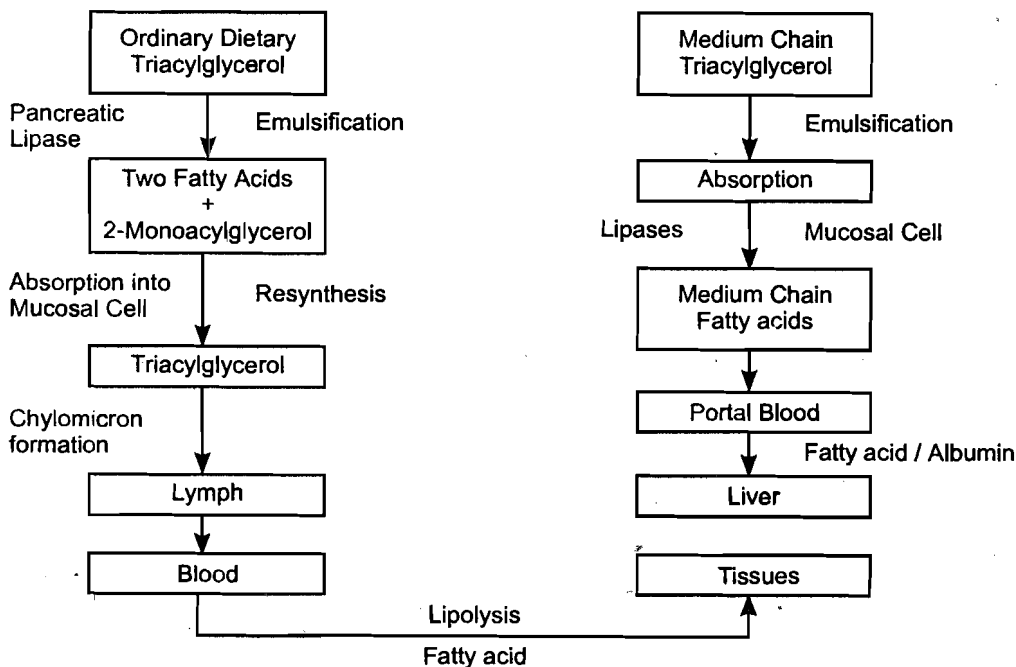 Ordinary Dietary
Triacylglycerol
Pancreatic
Lipase
Emulsification
Two Fatty Acids
+
2-Monoacylglycerol
Absorption into
Mucosal Cell
Resynthesis
Triacylglycerol
Chylomicron
formation
Lymph
Blood
Lipolysis
Fatty acid
Medium Chain
Triacylglycerol
Emulsification
Absorption
Lipases
Mucosal Cell
Medium Chain
Fatty acids
Portal Blood
Fatty acid / Albumin
Liver
Tissues